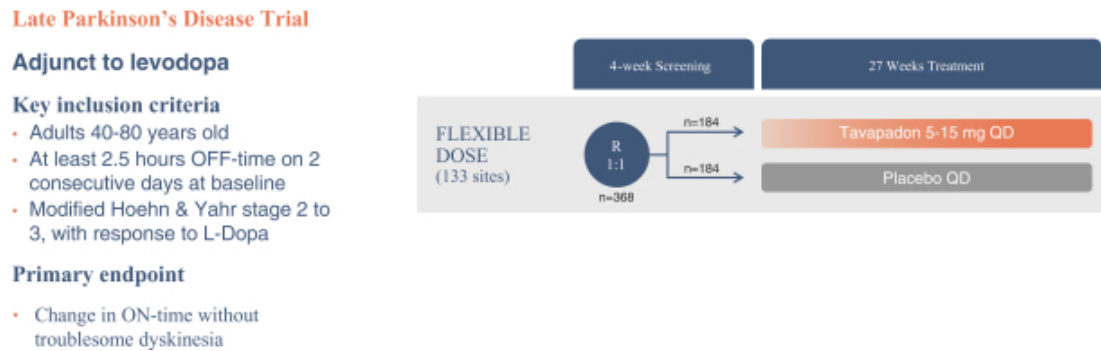 Late Parkinson's Disease Trial
Adjunct to levodopa
Key inclusion criteria
• Adults 40-80 years old
• At least 2.5 hours OFF-time on 2
consecutive days at baseline
• Modified Hoehn & Yahr stage 2 to
3, with response to L-Dopa
Primary endpoint
• Change in ON-time without
troublesome dyskinesia
4-week Screening
27 Weeks Treatment
FLEXIBLE
DOSE
(133 sites)
R
1:1
n=368
n=184
Tavapadon 5-15 mg QD
n=184
Placebo QD